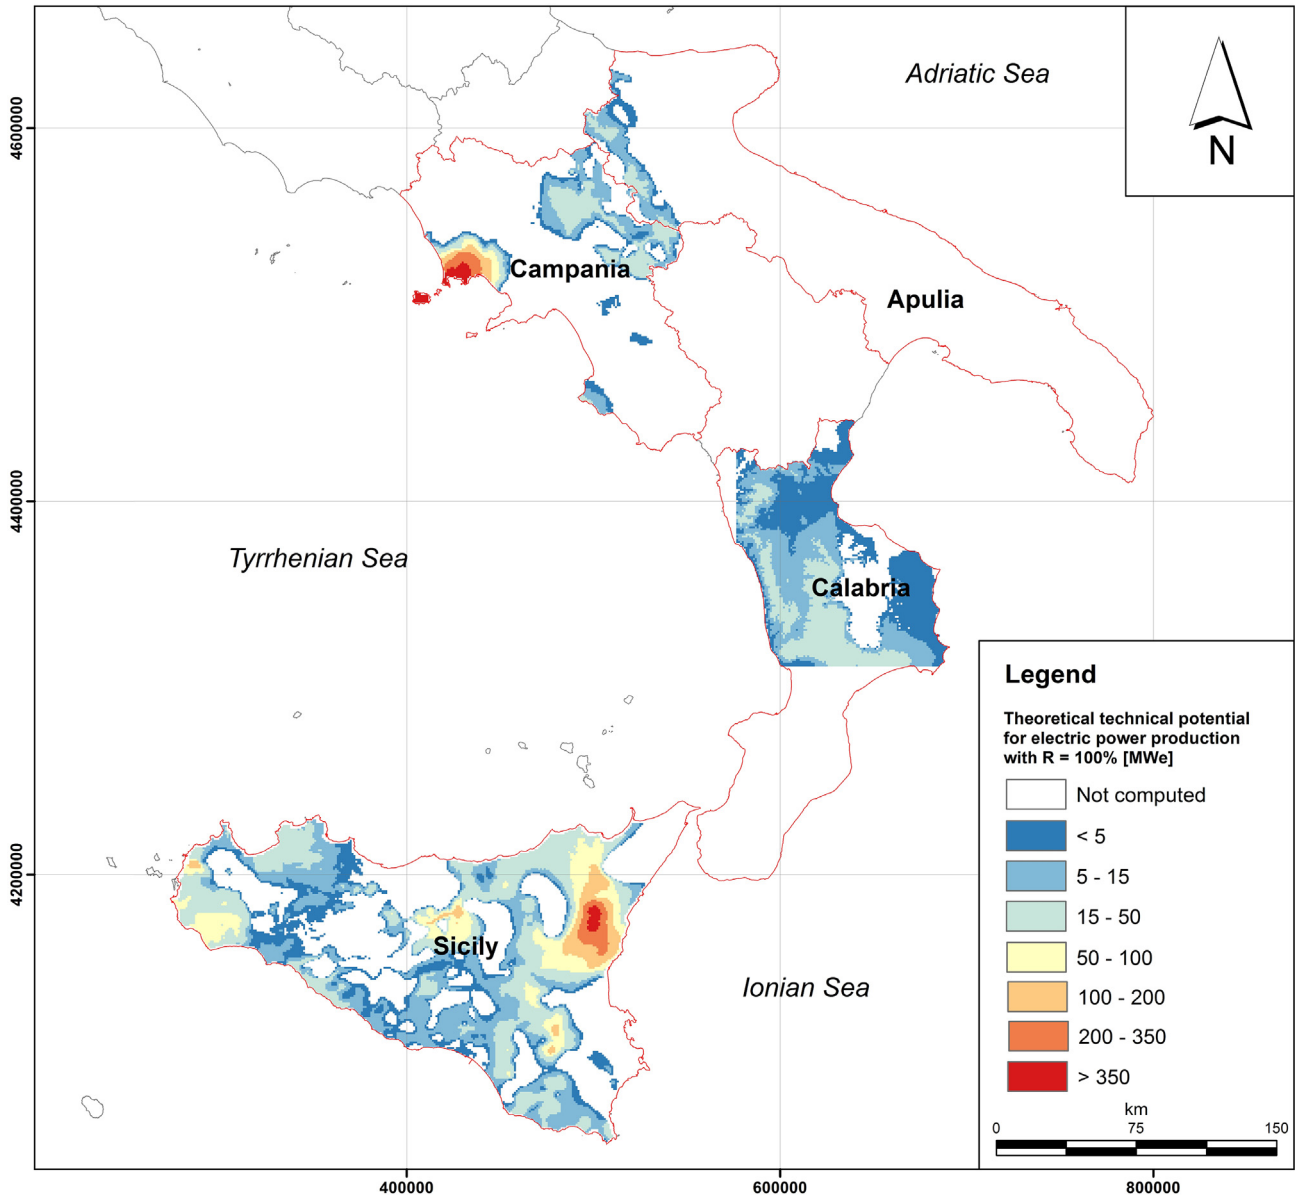 Adriatic Sea
N
4600000
Campania
Apulia
4400000
Tyrrhenian Sea
Calabria
4200000
Sicily
Ionian Sea
Legend
Theoretical technical potential
for electric power production
with R = 100% [MWe]
Not computed
< 5
5 - 15
15 - 50
50 - 100
100 - 200
200 - 350
> 350
km
0 75 150
400000 600000 800000